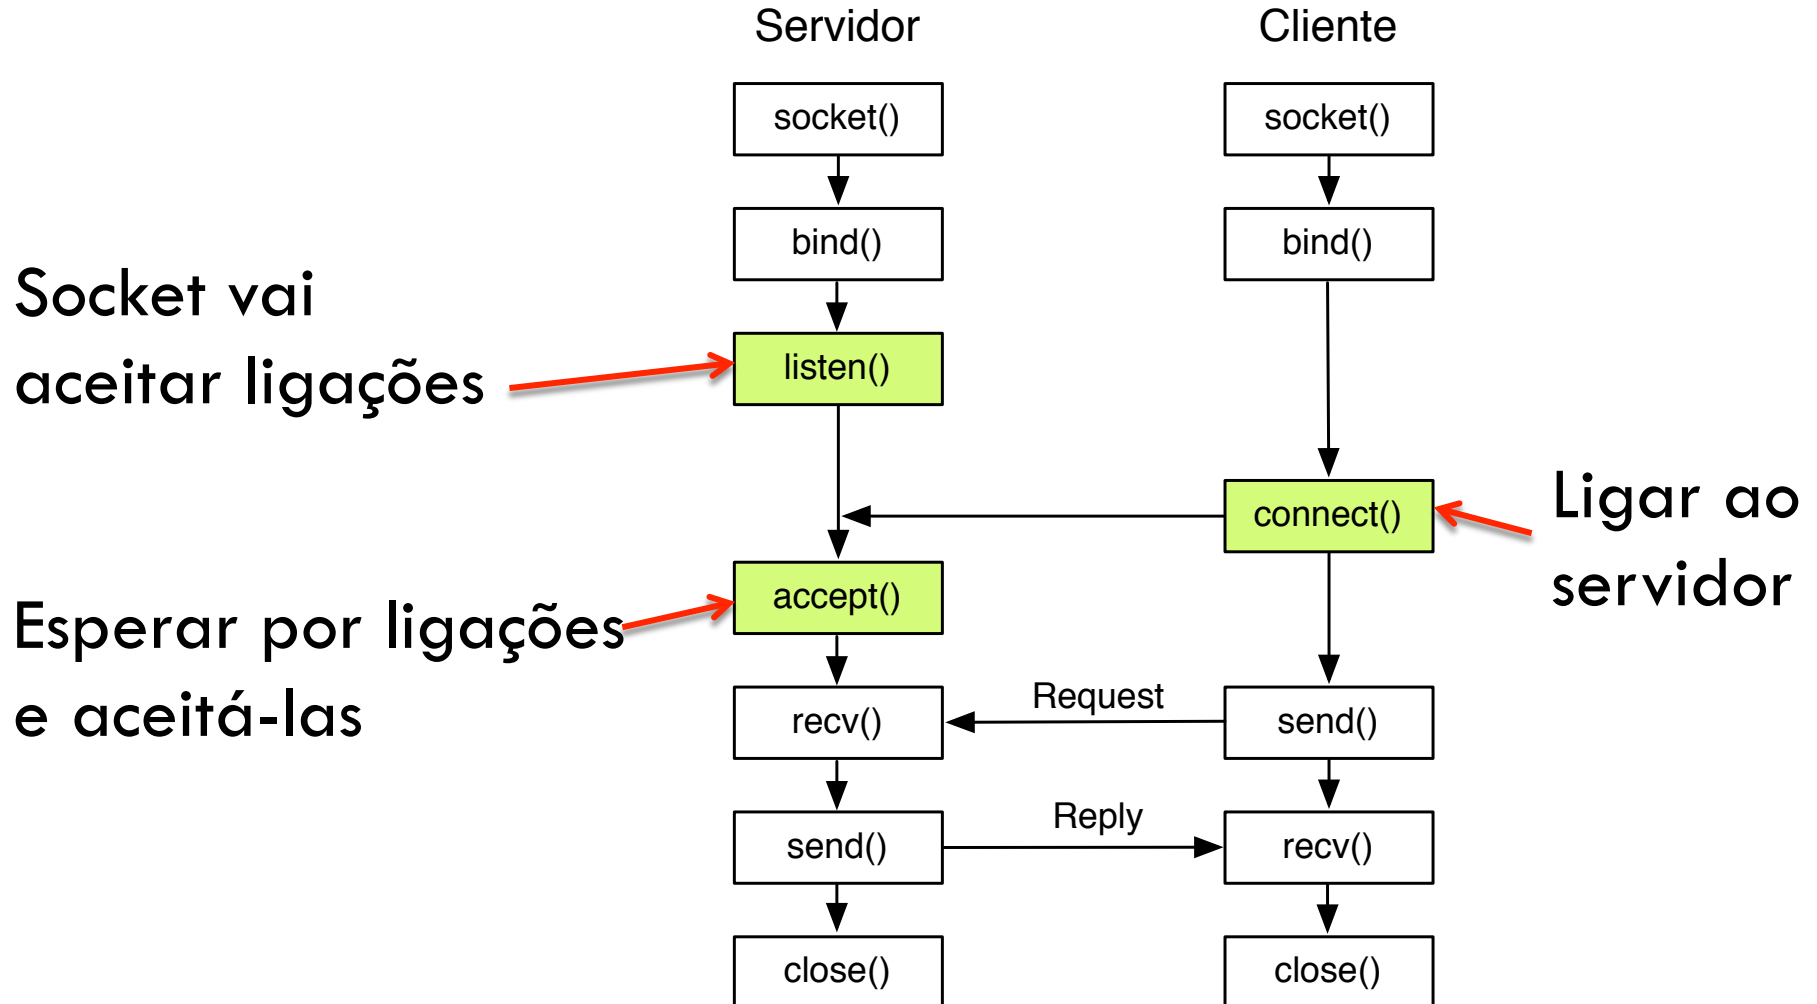 Servidor
Cliente
socket()
socket()
bind()
bind()
Socket vai
aceitar ligações
listen()
connect()
Ligar ao
servidor
accept()
Esperar por ligações
e aceitá-las
Request
recv()
send()
Reply
send()
recv()
close()
close()